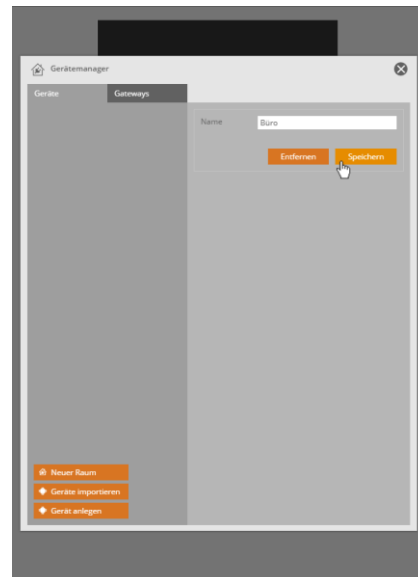 Gerätemanager
Geräte Gateways
Name Büro
Entfernen Speichern
Neuer Raum
Geräte importieren
Gerät anlegen